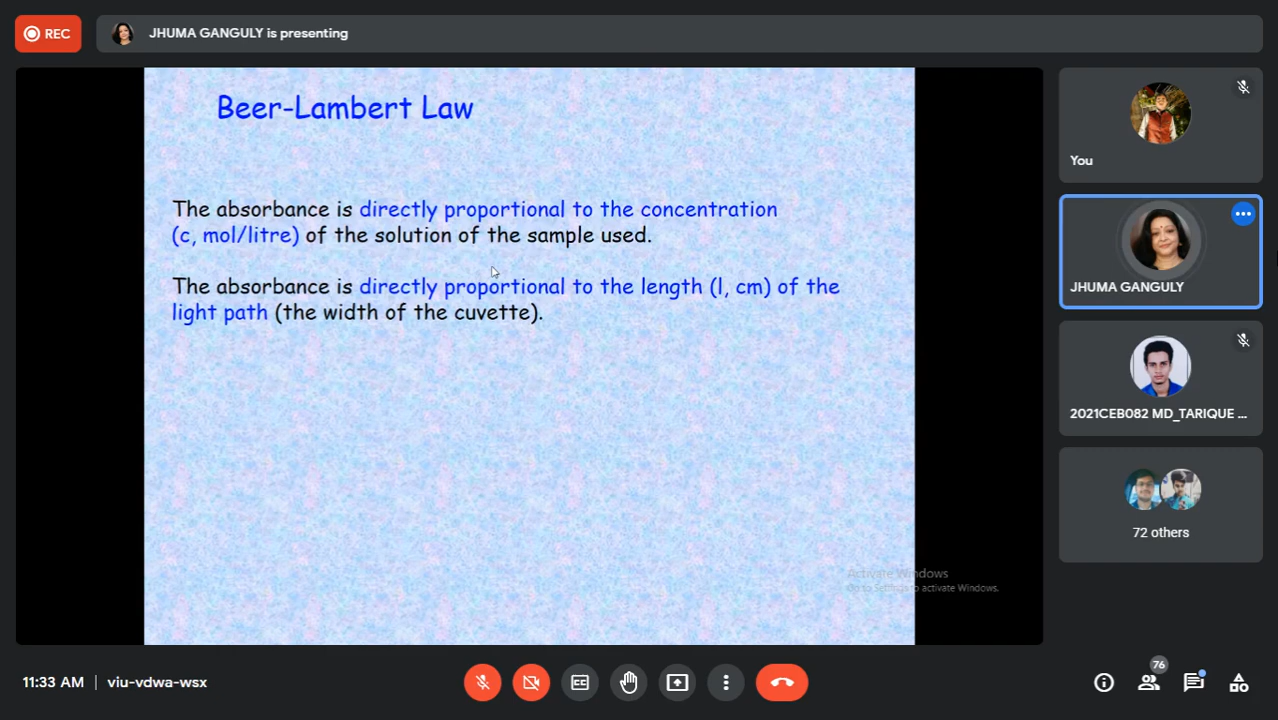 REC
JHUMA GANGULY is presenting
Beer-Lambert Law
The absorbance is directly proportional to the concentration
(c, mol/litre) of the solution of the sample used.
The absorbance is directly proportional to the length (l, cm) of the
light path (the width of the cuvette).
Activate Windows
Go to Settings to activate Windows.
You
JHUMA GANGULY
2021CEB082 MD_TARIQUE ...
72 others
11:33 AM | viu-vdwa-wsx
CC
76